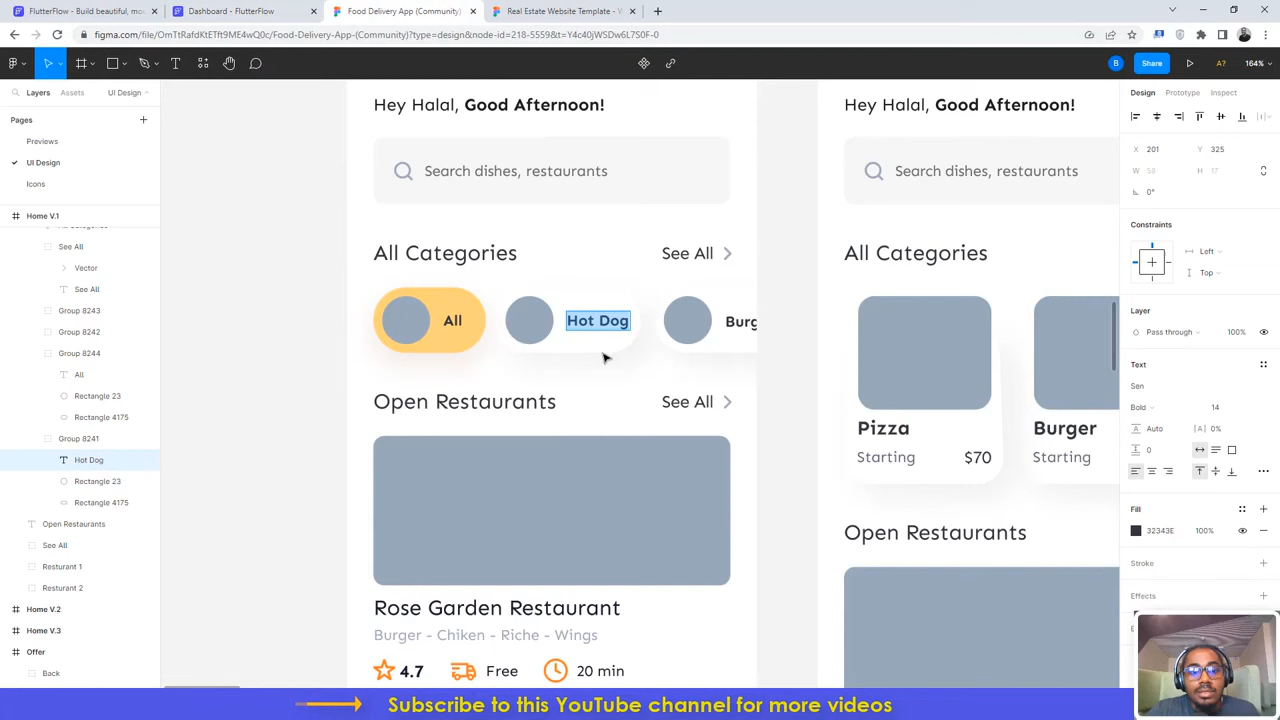 FlutterFlow - Build beautiful, mo
Dashboard - FlutterFlow
Food Delivery App (Community)
Real Estate Website Template - W
figma.com/file/OmTtRafdKtETft9ME4wQ0c/Food-Delivery-App-(Community)?type=design&node-id=218-5559&t=Y4c40jWSDw6L7S0F-0
B
Share
A?
164%
Layers
Assets
UI Design
Pages
Previews
UI Design
Icons
Home V.1
See All
Vector
See All
Group 8243
Group 8242
Group 8244
All
Rectangle 23
Rectangle 4175
Group 8241
Hot Dog
Rectangle 23
Rectangle 4175
Open Restaurants
See All
Resturant 1
Resturant 2
Home V.2
Home V.3
Offer
Back
Hey Halal, Good Afternoon!
Search dishes, restaurants
All Categories
See All
All
Hot Dog
Burg
Open Restaurants
See All
Rose Garden Restaurant
Burger - Chiken - Riche - Wings
4.7
Free
20 min
Hey Halal, Good Afternoon!
Search dishes, restaurants
All Categories
Pizza
Burger
Starting
$70
Starting
Open Restaurants
Design
Prototype
Inspect
X 201
Y 325
W 58
H 17
0°
Constraints
Left
Top
Layer
Pass through
100%
Text
Sen
Bold
14
Auto
0%
0
Fill
32343E
100%
Stroke
Effects
Subscribe to this YouTube channel for more videos